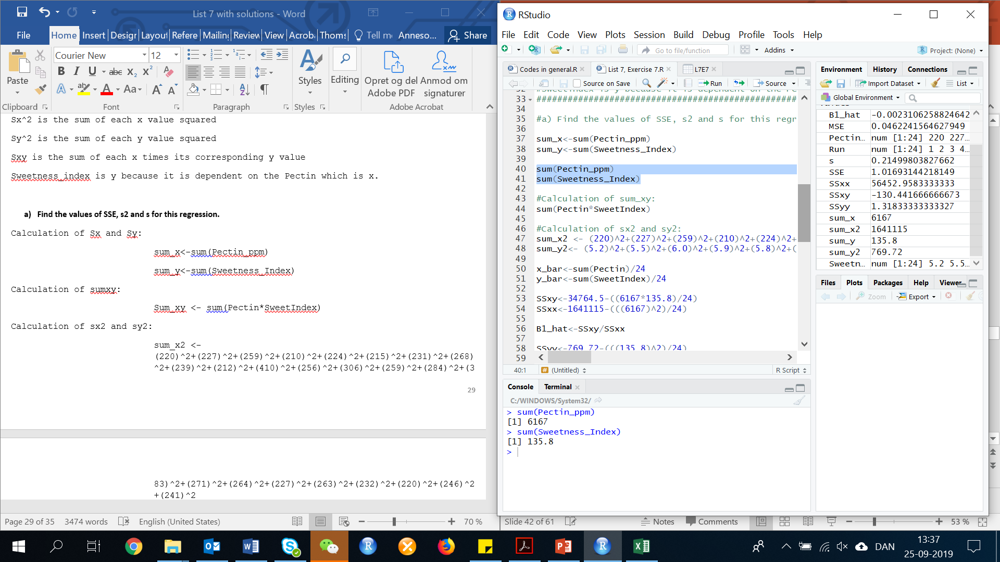 List 7 with solutions - Word
File Home Insert Design Layout Refere Mailing Review View Acroba Thoms Tell me Anneso... Share
Courier New 12
Paste
B I U abc X₂ X²
A ab A Aa A A
Styles Editing
Opret og del Adobe PDF
Anmod om signaturer
Clipboard Font Paragraph Styles Adobe Acrobat
Sx^2 is the sum of each x value squared
Sy^2 is the sum of each y value squared
Sxy is the sum of each x times its corresponding y value
Sweetness_index is y because it is dependent on the Pectin which is x.
a) Find the values of SSE, s2 and s for this regression.
Calculation of Sx and Sy:
sum_x<-sum(Pectin_ppm)
sum_y<-sum(Sweetness_Index)
Calculation of sumxy:
Sum_xy <- sum(Pectin*SweetIndex)
Calculation of sx2 and sy2:
sum_x2 <-
(220)^2+(227)^2+(259)^2+(210)^2+(224)^2+(215)^2+(231)^2+(268)
^2+(239)^2+(212)^2+(410)^2+(256)^2+(306)^2+(259)^2+(284)^2+(3
29
83)^2+(271)^2+(264)^2+(227)^2+(263)^2+(232)^2+(220)^2+(246)^2
+(241)^2
Page 29 of 35 3474 words English (United States) 70 %
RStudio
File Edit Code View Plots Session Build Debug Profile Tools Help
Go to file/function Addins Project: (None)
Codes in general.R List 7, Exercise 7.R L7E7
Source on Save Run Source
33 ##################################################
34
35 #a) Find the values of SSE, s2 and s for this regr
36
37 sum_x<-sum(Pectin_ppm)
38 sum_y<-sum(Sweetness_Index)
39
40 sum(Pectin_ppm)
41 sum(Sweetness_Index)
42
43 #Calculation of sum_xy:
44 sum(Pectin*SweetIndex)
45
46 #Calculation of sx2 and sy2:
47 sum_x2 <- (220)^2+(227)^2+(259)^2+(210)^2+(224)^2+
48 sum_y2<- (5.2)^2+(5.5)^2+(6.0)^2+(5.9)^2+(5.8)^2+(
49
50 x_bar<-sum(Pectin)/24
51 y_bar<-sum(SweetIndex)/24
52
53 SSxy<-34764.5-((6167*135.8)/24)
54 SSxx<-1641115-(((6167)^2)/24)
55
56 B1_hat<-SSxy/SSxx
57
58 SSyy<-769.72-(((135.8)^2)/24)
59
40:1 (Untitled) R Script
Console Terminal
C:/WINDOWS/System32/
> sum(Pectin_ppm)
[1] 6167
> sum(Sweetness_Index)
[1] 135.8
>
Environment History Connections
Import Dataset List
Global Environment
B1_hat -0.0023106258824642
MSE 0.0462241564627949
Pectin… num [1:24] 220 227…
Run num [1:24] 1 2 3 4…
s 0.21499803827662
SSE 1.01693144218149
SSxx 56452.9583333333
SSxy -130.441666666673
SSyy 1.31833333333327
sum_x 6167
sum_x2 1641115
sum_y 135.8
sum_y2 769.72
Sweetn… num [1:24] 5.2 5.5…
Files Plots Packages Help Viewer
Zoom Export
Slide 42 of 61 Notes Comments 53 %
DAN
13:37
25-09-2019